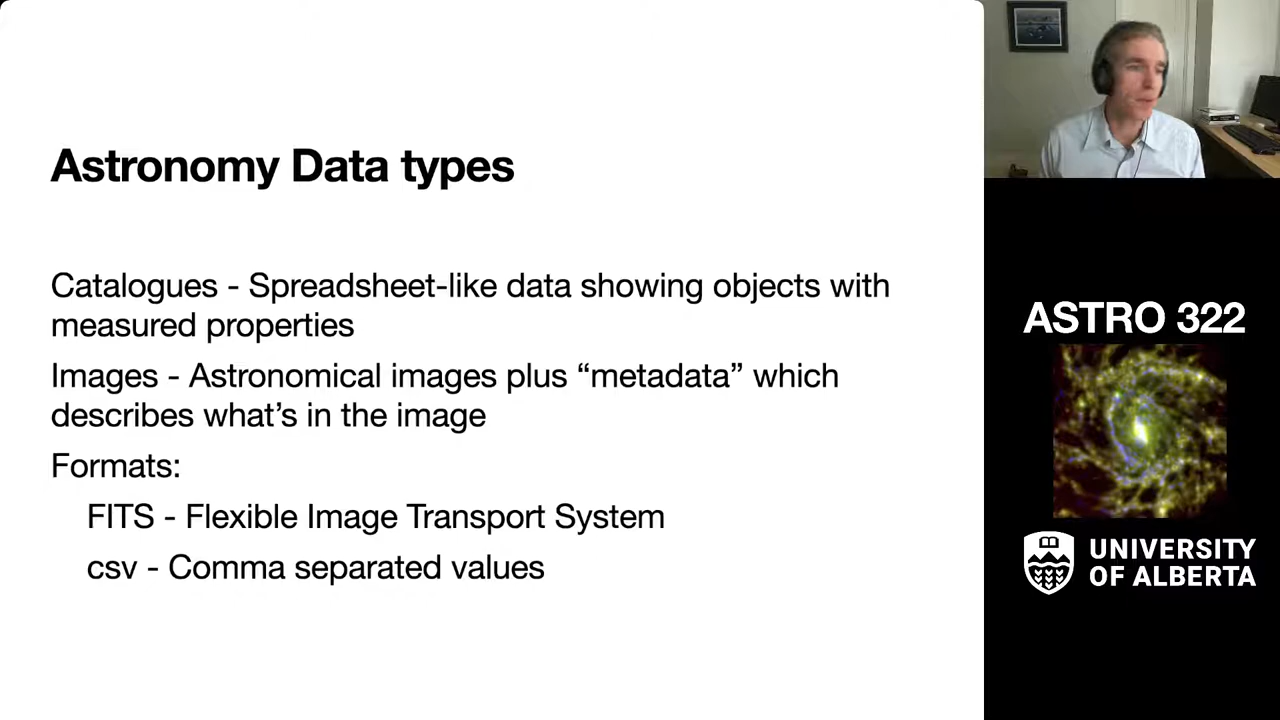 Astronomy Data types
Catalogues - Spreadsheet-like data showing objects with
measured properties
Images - Astronomical images plus “metadata” which
describes what’s in the image
Formats:
FITS - Flexible Image Transport System
csv - Comma separated values
ASTRO 322
UNIVERSITY
OF ALBERTA